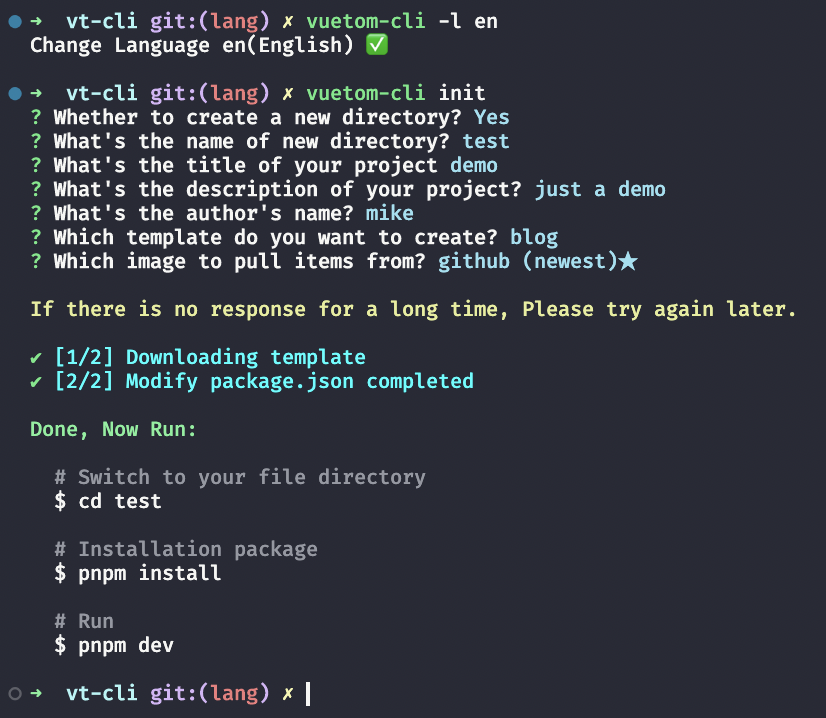 ➜ vt-cli git:(lang) ✗ vuetom-cli -l en
Change Language en(English) ✅
➜ vt-cli git:(lang) ✗ vuetom-cli init
? Whether to create a new directory? Yes
? What's the name of new directory? test
? What's the title of your project demo
? What's the description of your project? just a demo
? What's the author's name? mike
? Which template do you want to create? blog
? Which image to pull items from? github (newest)★
If there is no response for a long time, Please try again later.
✔ [1/2] Downloading template
✔ [2/2] Modify package.json completed
Done, Now Run:
# Switch to your file directory
$ cd test
# Installation package
$ pnpm install
# Run
$ pnpm dev
➜ vt-cli git:(lang) ✗